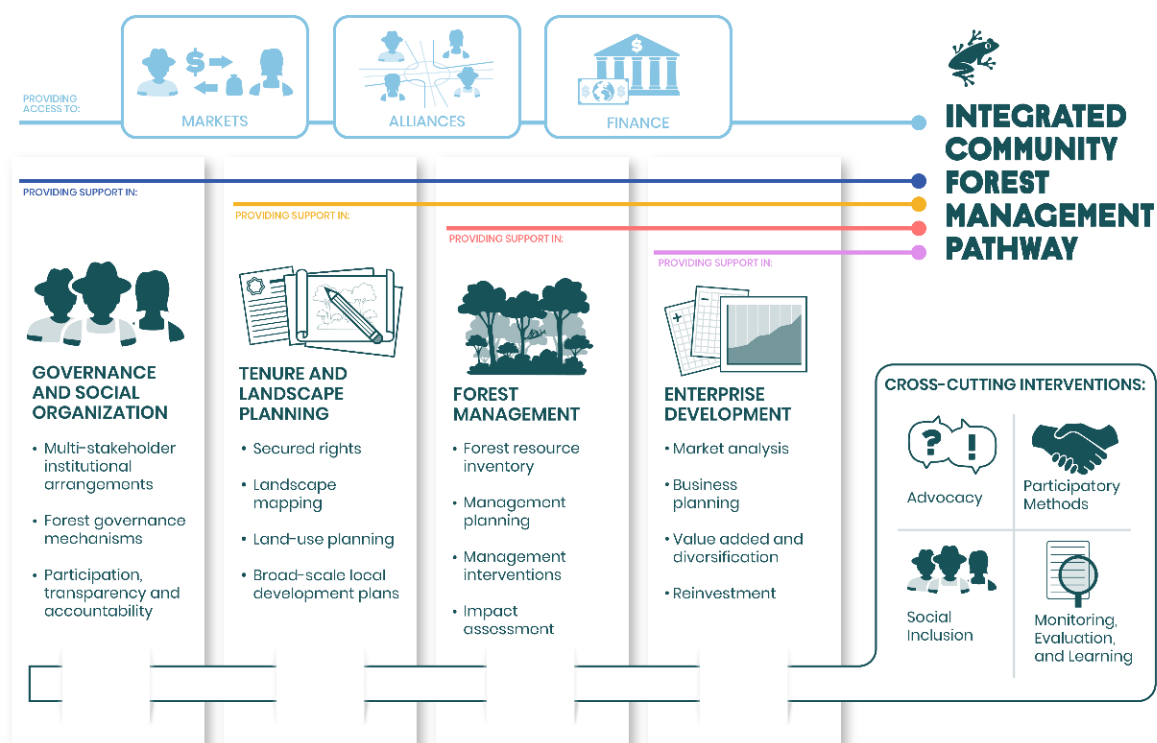 PROVIDING
ACCESS TO:
$
MARKETS
ALLIANCES
$
$ $
FINANCE
INTEGRATED
COMMUNITY
FOREST
MANAGEMENT
PATHWAY
PROVIDING SUPPORT IN:
PROVIDING SUPPORT IN:
PROVIDING SUPPORT IN:
PROVIDING SUPPORT IN:
GOVERNANCE
AND SOCIAL
ORGANIZATION
• Multi-stakeholder
institutional
arrangements
• Forest governance
mechanisms
• Participation,
transparency and
accountability
TENURE AND
LANDSCAPE
PLANNING
• Secured rights
• Landscape
mapping
• Land-use planning
• Broad-scale local
development plans
FOREST
MANAGEMENT
• Forest resource
inventory
• Management
planning
• Management
interventions
• Impact
assessment
+
-
ENTERPRISE
DEVELOPMENT
• Market analysis
• Business
planning
• Value added and
diversification
• Reinvestment
CROSS-CUTTING INTERVENTIONS:
? !
Advocacy
Participatory
Methods
Social
Inclusion
Monitoring,
Evaluation,
and Learning